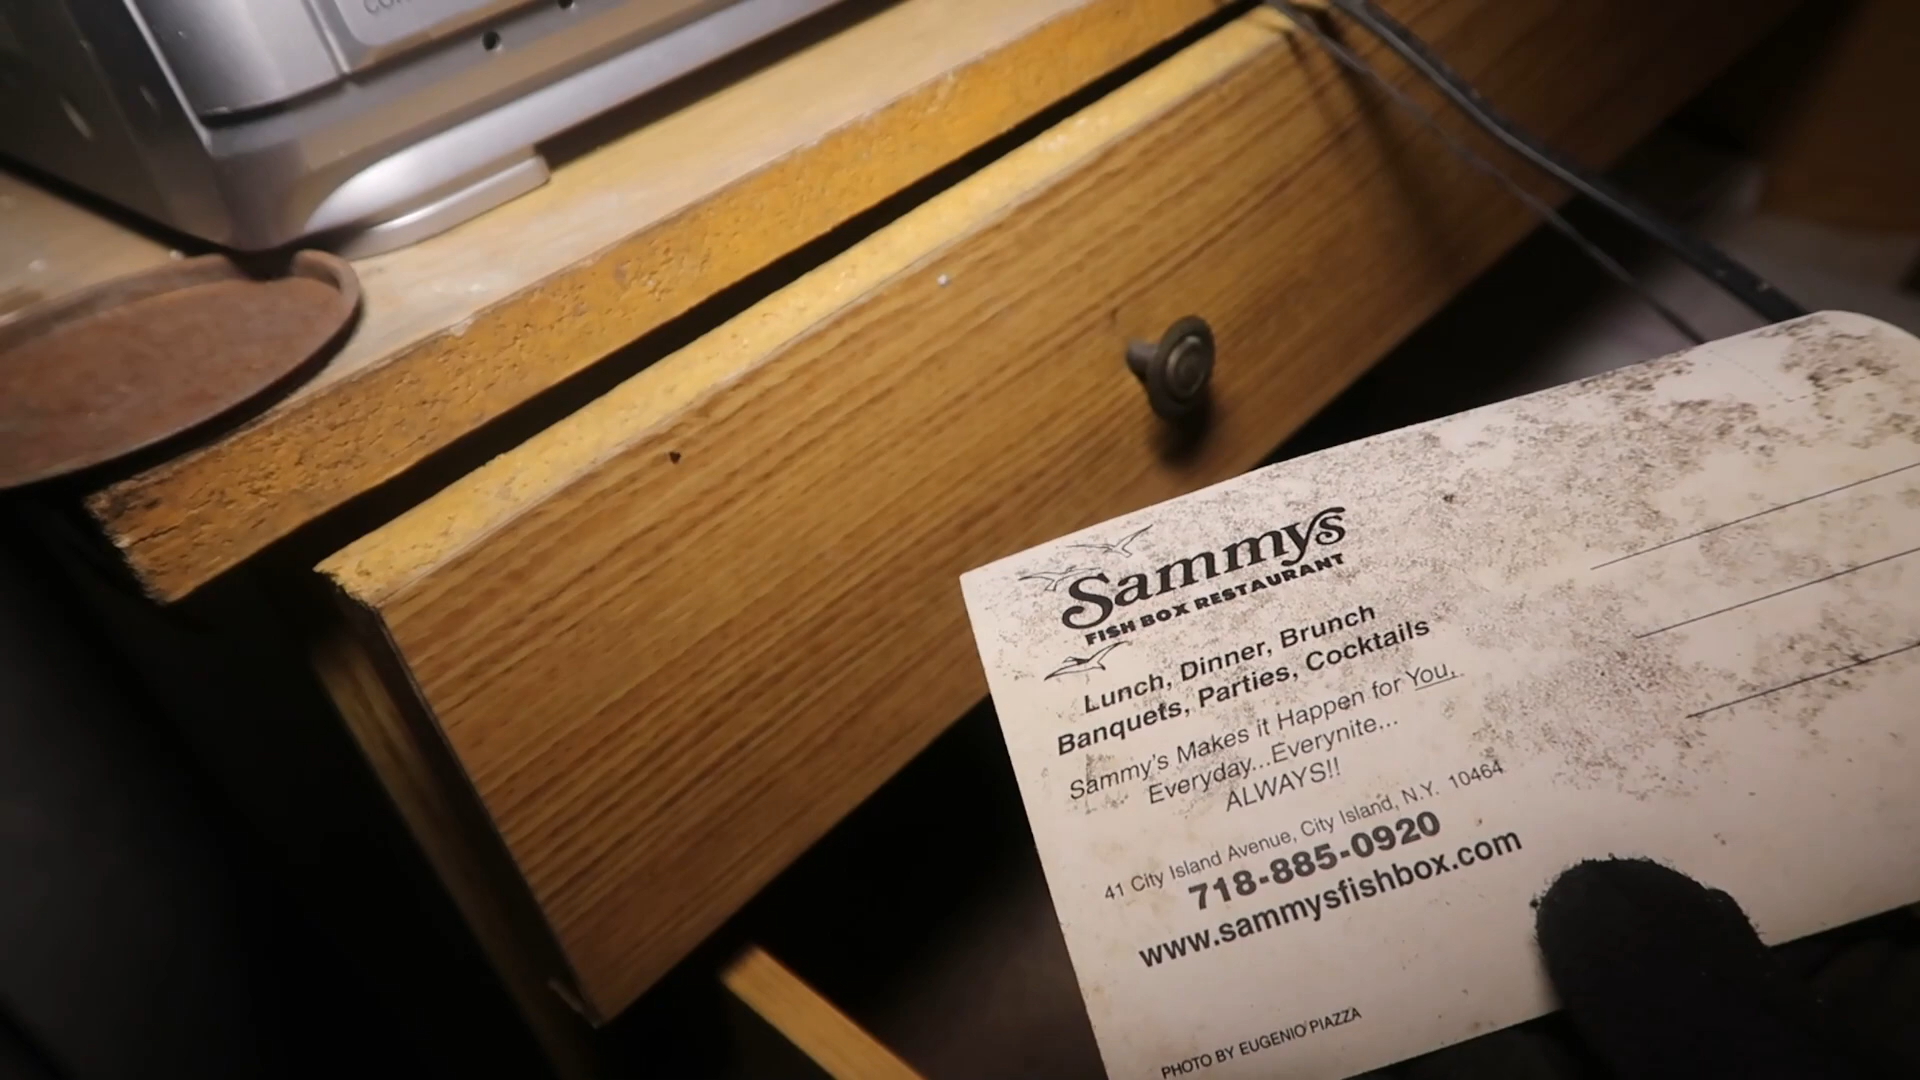 Sammys
FISH BOX RESTAURANT
Lunch, Dinner, Brunch
Banquets, Parties, Cocktails
Sammy's Makes it Happen for You,
Everyday...Everynite...
ALWAYS!!
41 City Island Avenue, City Island, N.Y. 10464
718-885-0920
www.sammysfishbox.com
PHOTO BY EUGENIO PIAZZA